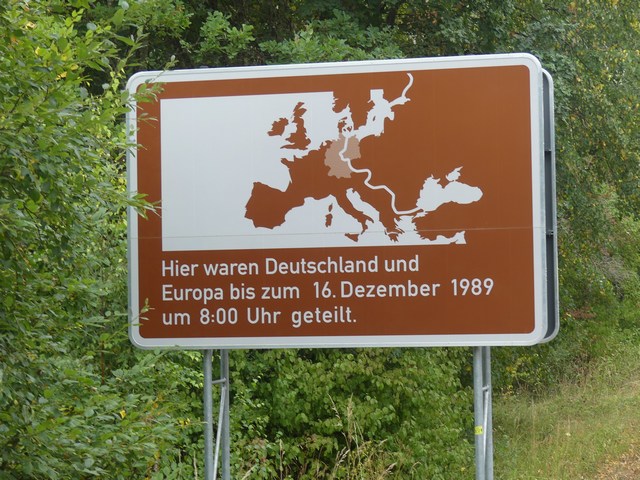 Hier waren Deutschland und
Europa bis zum 16. Dezember 1989
um 8:00 Uhr geteilt.